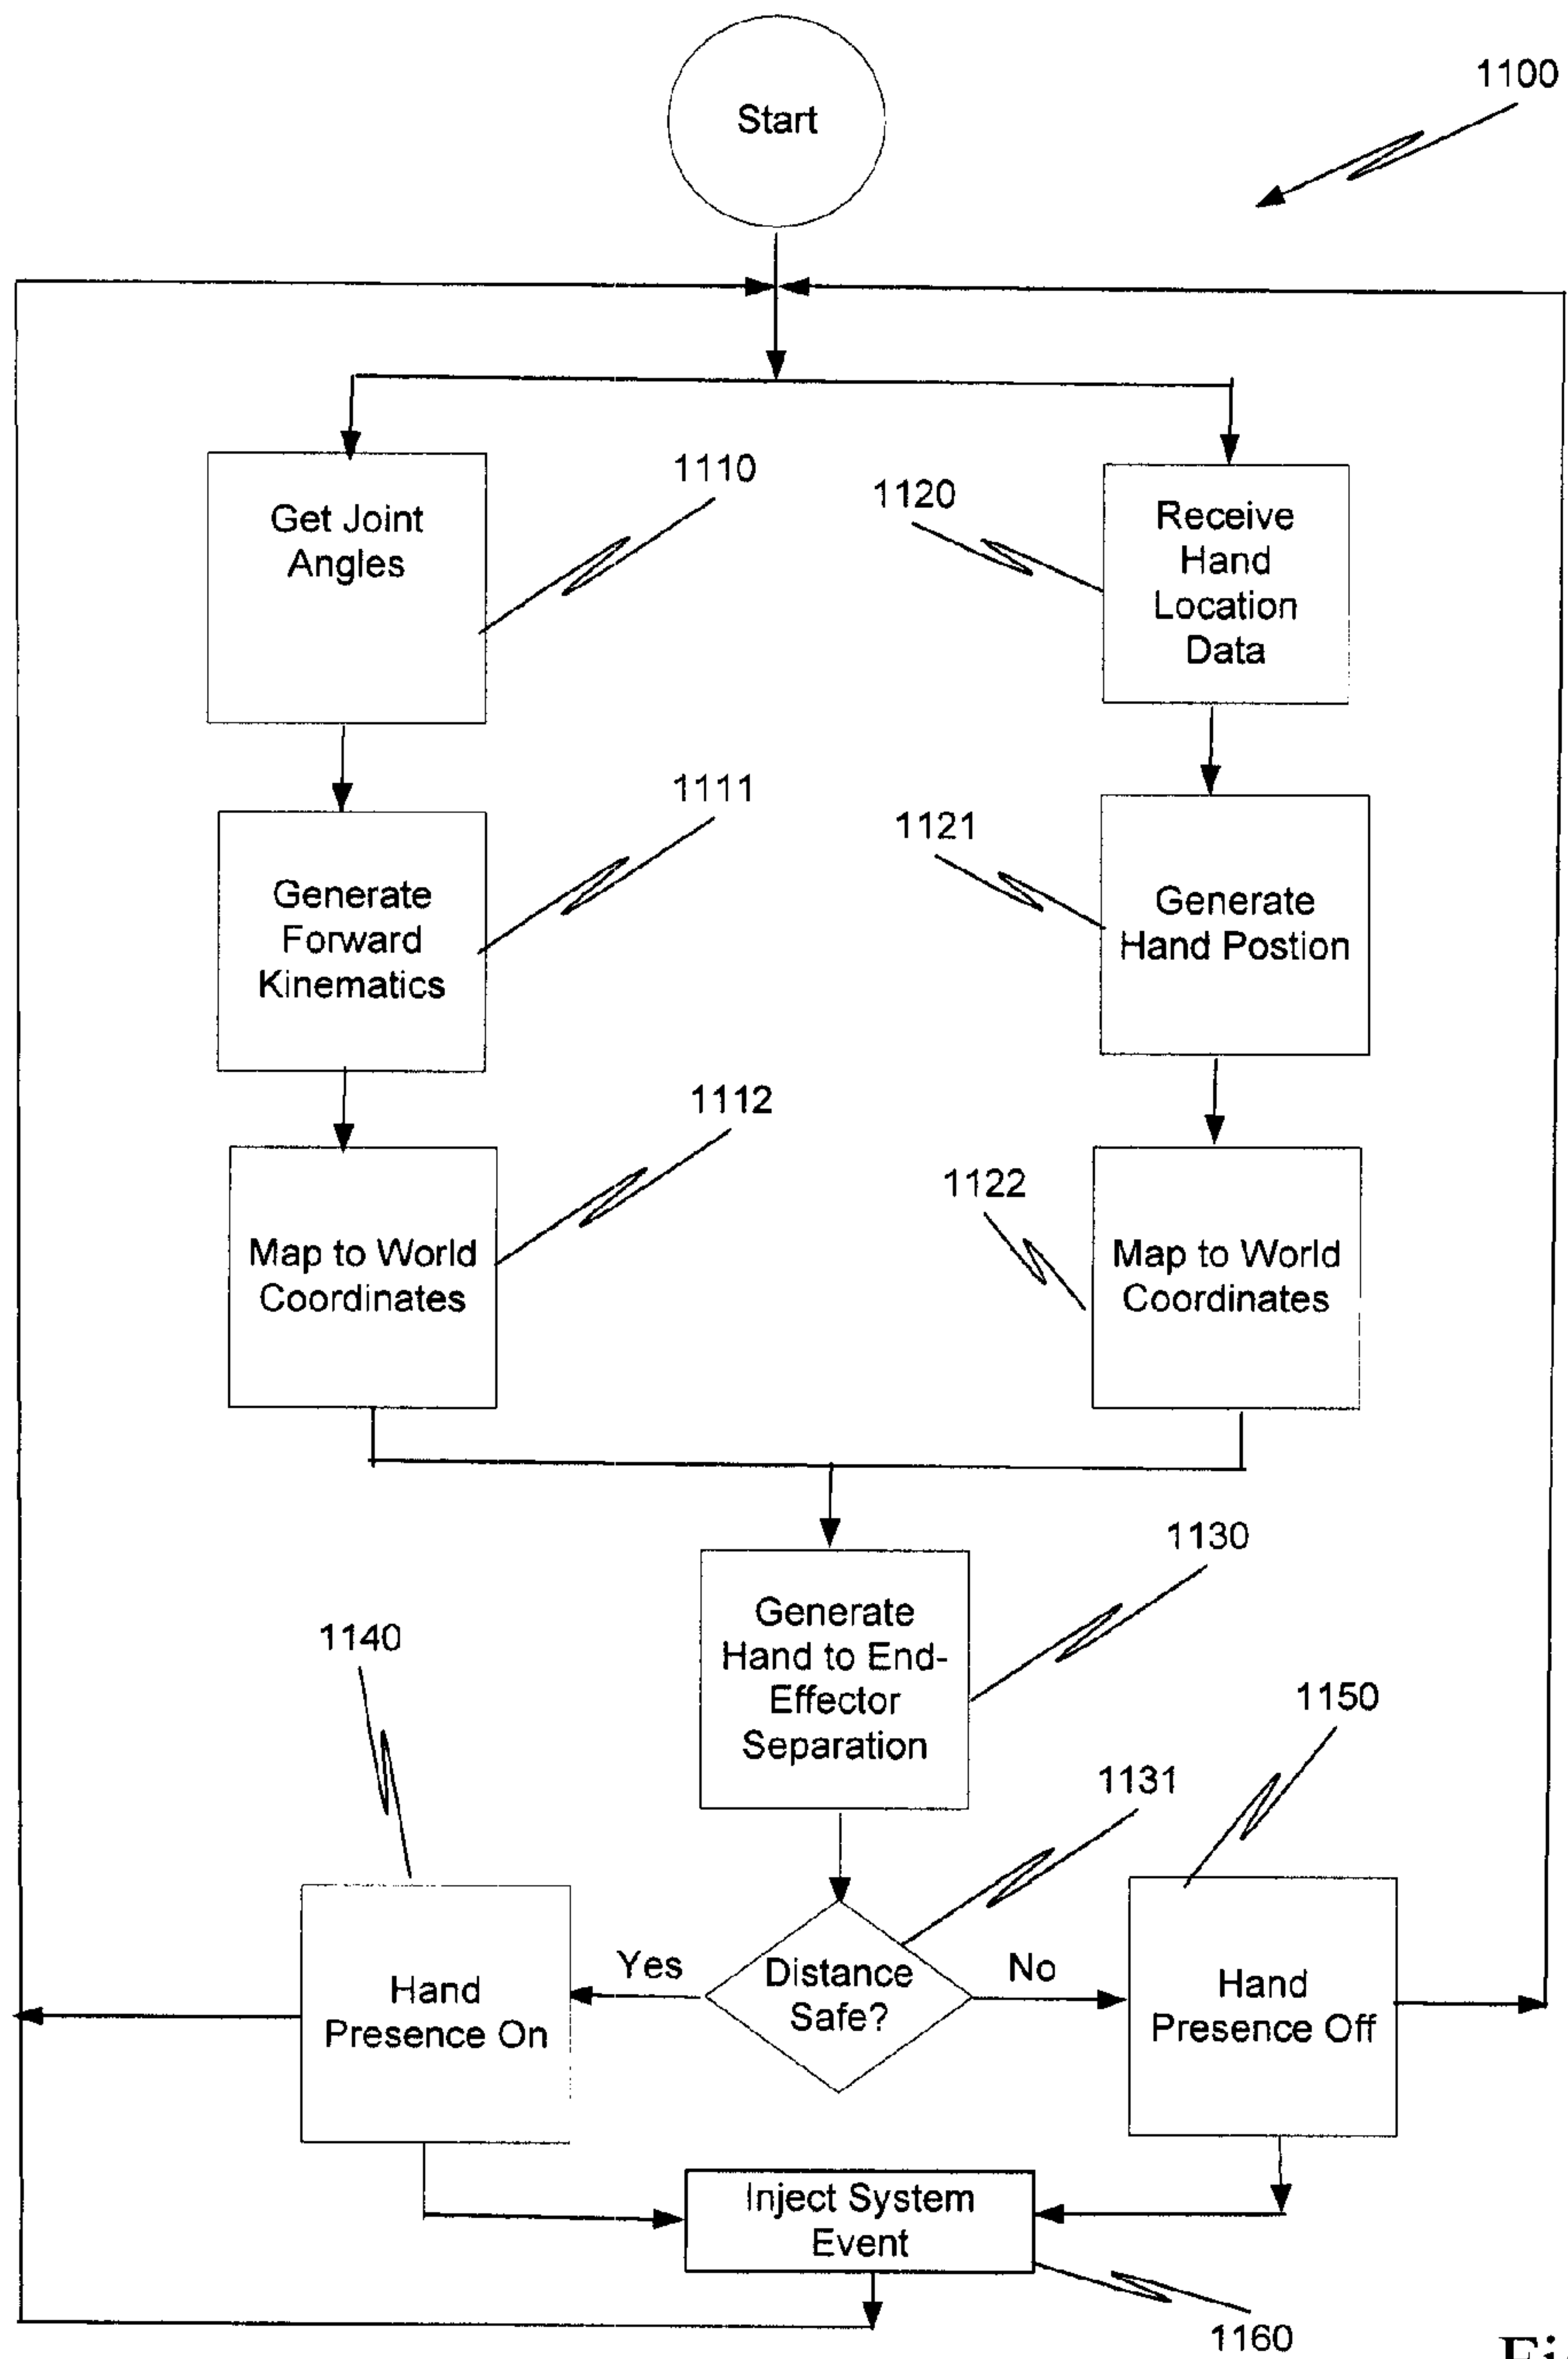 Start
1100
Get Joint
Angles
1110
1120
Receive
Hand
Location
Data
Generate
Forward
Kinematics
1111
1121
Generate
Hand Postion
Map to World
Coordinates
1112
1122
Map to World
Coordinates
Generate
Hand to End-
Effector
Separation
1130
1140
Hand
Presence On
Yes
Distance
Safe?
1131
No
1150
Hand
Presence Off
Inject System
Event
1160